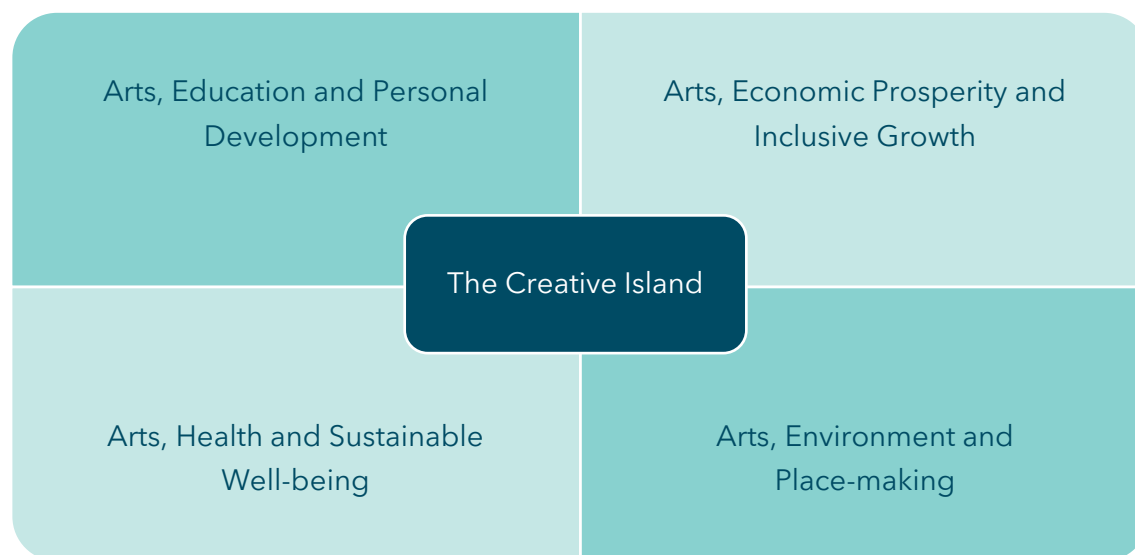 Arts, Education and Personal
Development
Arts, Economic Prosperity and
Inclusive Growth
The Creative Island
Arts, Health and Sustainable
Well-being
Arts, Environment and
Place-making